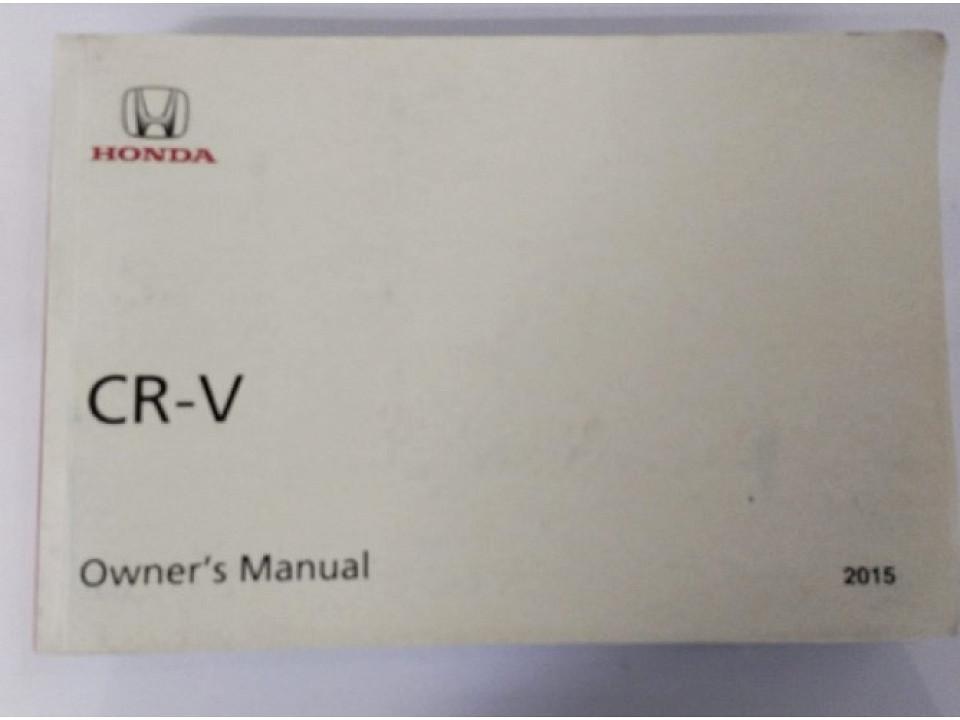 HONDA
CR-V
Owner's Manual
2015